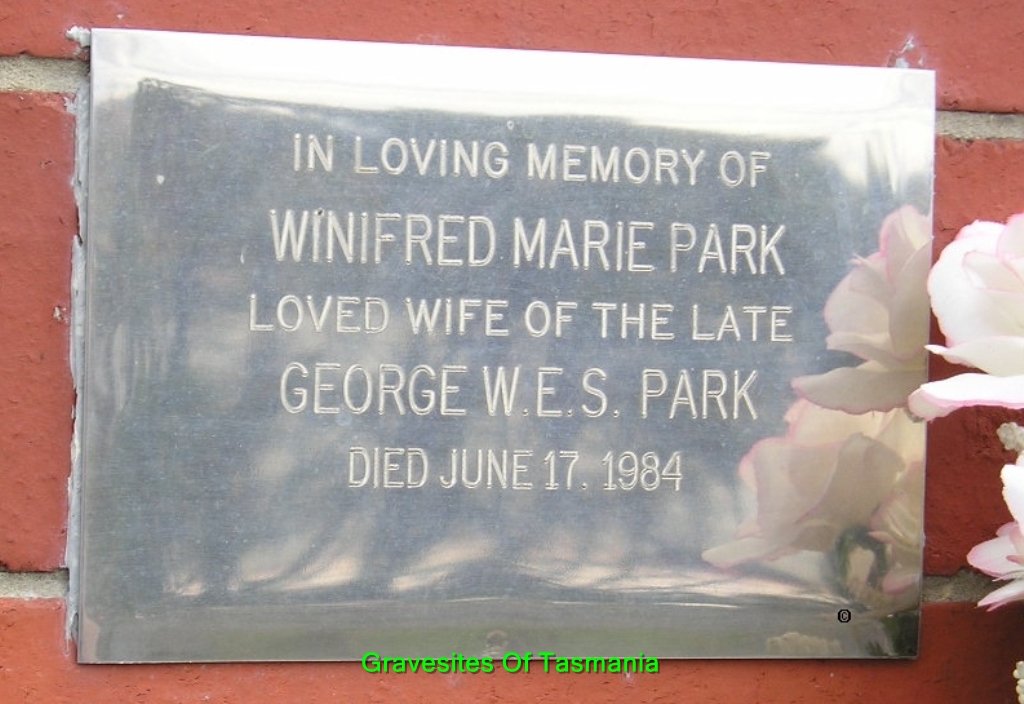 IN LOVING MEMORY OF
WINIFRED MARIE PARK
LOVED WIFE OF THE LATE
GEORGE W.E.S. PARK
DIED JUNE 17, 1984
©
Gravesites Of Tasmania